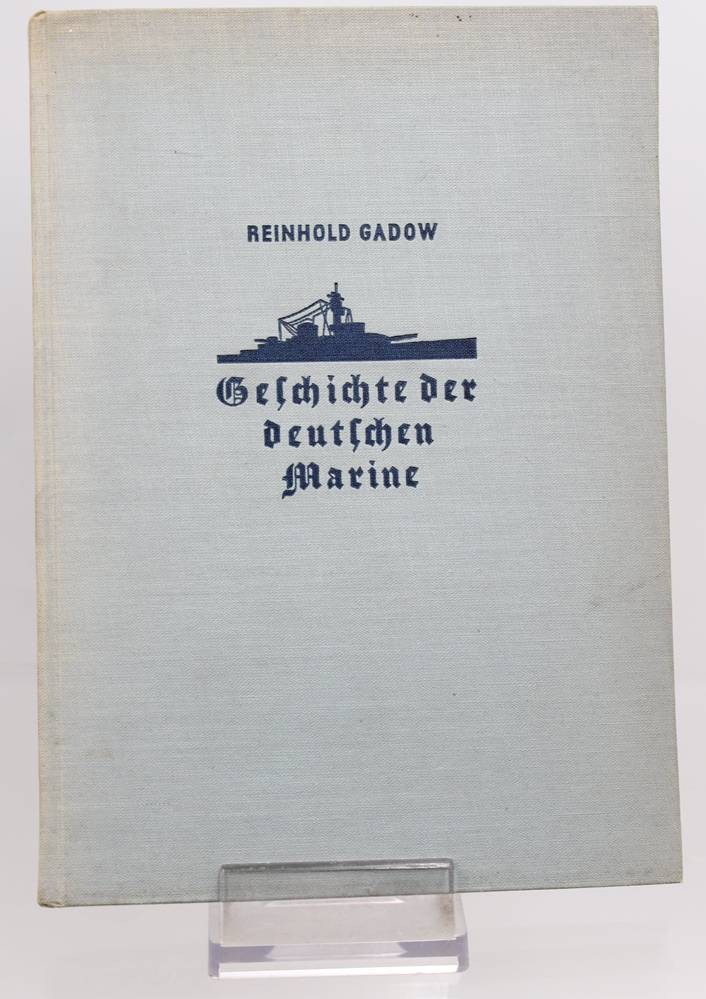 REINHOLD GADOW
Geſchichte der
deutſchen
Marine